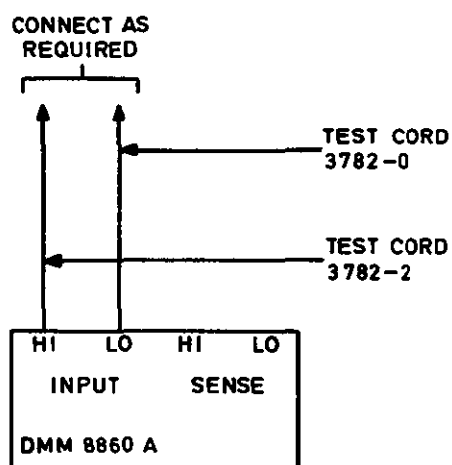 CONNECT AS
REQUIRED
TEST CORD
3782-0
TEST CORD
3782-2
HI LO HI LO
INPUT SENSE
DMM 8860 A